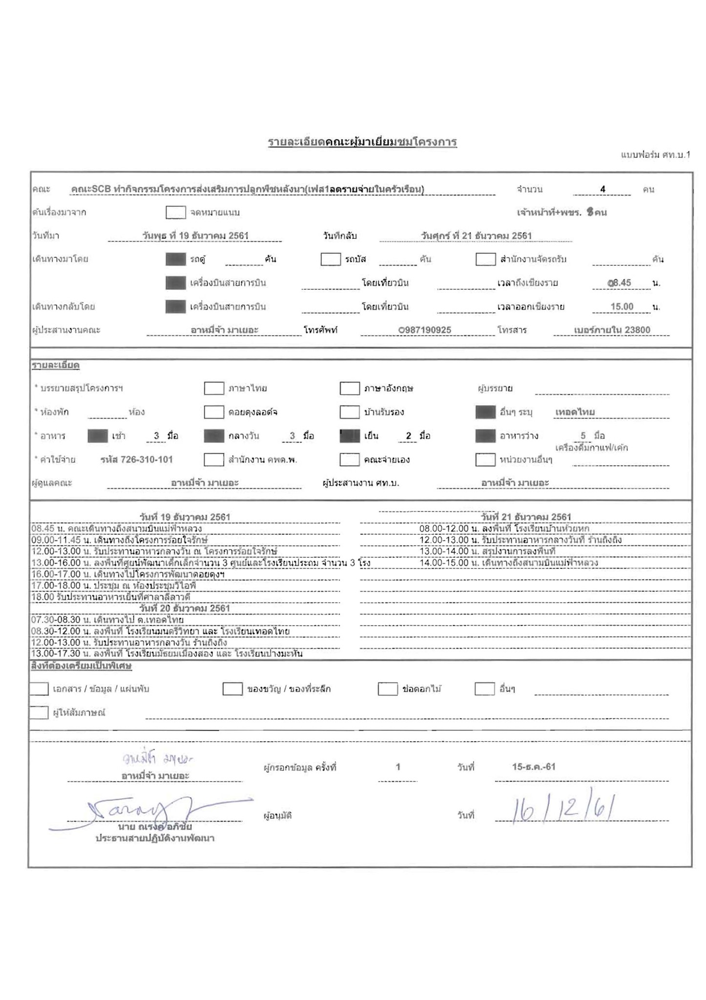 รายละเอียดคณะผู้มาเยี่ยมชมโครงการ
แบบฟอร์ม ศท.บ.1
คณะ คณะSCB ทำกิจกรรมโครงการส่งเสริมการปลูกพืชหลังนา(เฟส1ลดรายจ่ายในครัวเรือน) จำนวน 4 คน
ต้นเรื่องมาจาก จดหมายแนบ เจ้าหน้าที่+พขร. คน
วันที่มา วันพุธ ที่ 19 ธันวาคม 2561 วันที่กลับ วันศุกร์ ที่ 21 ธันวาคม 2561
เดินทางมาโดย รถตู้ คัน รถบัส คัน สำนักงานจัดรถรับ คัน
เครื่องบินสายการบิน โดยเที่ยวบิน เวลาถึงเชียงราย 08.45 น.
เดินทางกลับโดย เครื่องบินสายการบิน โดยเที่ยวบิน เวลาออกเชียงราย 15.00 น.
ผู้ประสานงานคณะ อาหมี่จ้า มาเยอะ โทรศัพท์ 0987190925 โทรสาร เบอร์ภายใน 23800
รายละเอียด
* บรรยายสรุปโครงการฯ ภาษาไทย ภาษาอังกฤษ ผู้บรรยาย
* ห้องพัก ห้อง ดอยตุงลอด์จ บ้านรับรอง อื่นๆ ระบุ เทอดไทย
* อาหาร เช้า 3 มื้อ กลางวัน 3 มื้อ เย็น 2 มื้อ อาหารว่าง 5 มื้อ
เครื่องดื่มกาแฟ/เค้ก
* ค่าใช้จ่าย รหัส 726-310-101 สำนักงาน คพด.พ. คณะจ่ายเอง หน่วยงานอื่นๆ
ผู้ดูแลคณะ อาหมี่จ้า มาเยอะ ผู้ประสานงาน ศท.บ. อาหมี่จ้า มาเยอะ
วันที่ 19 ธันวาคม 2561
08.45 น. คณะเดินทางถึงสนามบินแม่ฟ้าหลวง
09.00-11.45 น. เดินทางถึงโครงการร้อยใจรักษ์
12.00-13.00 น. รับประทานอาหารกลางวัน ณ โครงการร้อยใจรักษ์
13.00-16.00 น. ลงพื้นที่ศูยน์พัฒนาเด็กเล็กจำนวน 3 ศูนย์และโรงเรียนประถม จำนวน 3 โรง
16.00-17.00 น. เดินทางไปโครงการพัฒนาดอยตุงฯ
17.00-18.00 น. ประชุม ณ ห้องประชุมวีไอพี
18.00 รับประทานอาหารเย็นที่ศาลาลีลาวดี
วันที่ 20 ธันวาคม 2561
07.30-08.30 น. เดินทางไป ต.เทอดไทย
08.30-12.00 น. ลงพื้นที่ โรงเรียนมนตรีวิทยา และ โรงเรียนเทอดไทย
12.00-13.00 น. รับประทานอาหารกลางวัน ร้านถิงถิง
13.00-17.30 น. ลงพื้นที่ โรงเรียนมัธยมเมืองสอง และ โรงเรียนปางมะหัน
วันที่ 21 ธันวาคม 2561
08.00-12.00 น. ลงพื้นที่ โรงเรียนบ้านห้วยหก
12.00-13.00 น. รับประทานอาหารกลางวันที่ ร้านถิงถิง
13.00-14.00 น. สรุปงานการลงพื้นที่
14.00-15.00 น. เดินทางถึงสนามบินแม่ฟ้าหลวง
สิ่งที่ต้องเตรียมเป็นพิเศษ
เอกสาร / ข้อมูล / แผ่นพับ ของขวัญ / ของที่ระลึก ช่อดอกไม้ อื่นๆ
ผู้ให้สัมภาษณ์
อาหมี่จ้า มาเยอะ
อาหมี่จ้า มาเยอะ ผู้กรอกข้อมูล ครั้งที่ 1 วันที่ 15-ธ.ค.-61
ผู้อนุมัติ วันที่ 16/12/61
นาย ณรงค์ อภิชัย
ประธานสายปฏิบัติงานพัฒนา